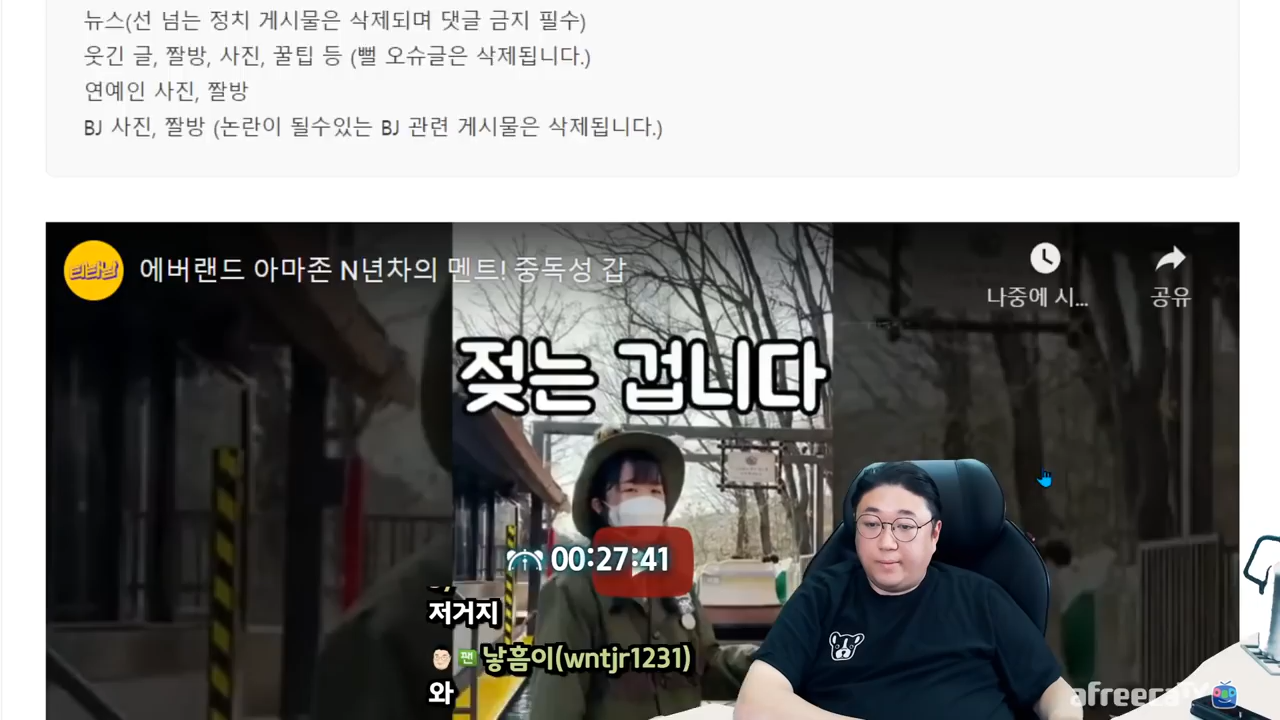 뉴스(선 넘는 정치 게시물은 삭제되며 댓글 금지 필수)
웃긴 글, 짤방, 사진, 꿀팁 등 (뻘 오슈글은 삭제됩니다.)
연예인 사진, 짤방
BJ 사진, 짤방 (논란이 될수있는 BJ 관련 게시물은 삭제됩니다.)
티타남
에버랜드 아마존 N년차의 멘트! 중독성 갑
나중에 시...
공유
젖는 겁니다
00:27:41
저거지
팬 낳흠이(wntjr1231)
와
afreecaTV